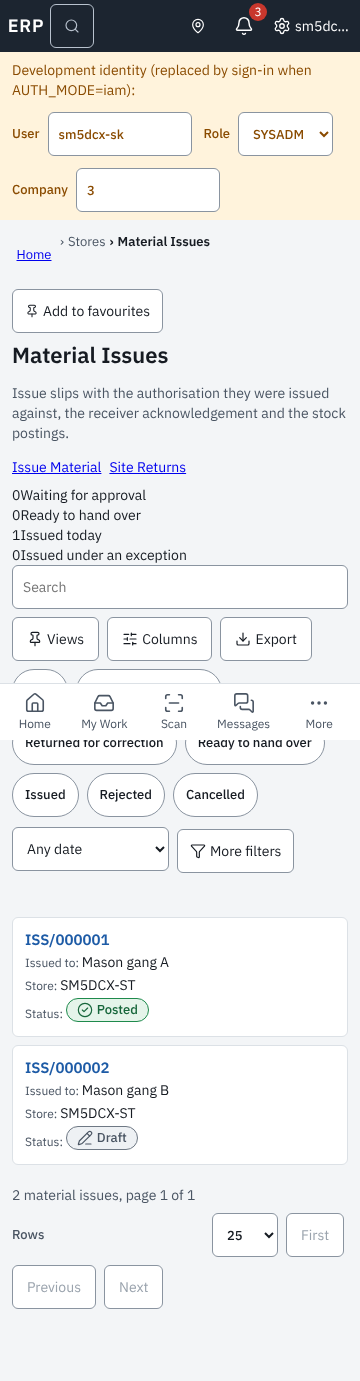 ERP
3
sm5dc...
Development identity (replaced by sign-in when
AUTH_MODE=iam):
User sm5dcx-sk Role SYSADM
Company 3
Home › Stores › Material Issues
Add to favourites
Material Issues
Issue slips with the authorisation they were issued
against, the receiver acknowledgement and the stock
postings.
Issue Material Site Returns
0Waiting for approval
0Ready to hand over
1Issued today
0Issued under an exception
Search
Views Columns Export
Home My Work Scan Messages More
Returned for correction Ready to hand over
Issued Rejected Cancelled
Any date More filters
ISS/000001
Issued to: Mason gang A
Store: SM5DCX-ST
Status: Posted
ISS/000002
Issued to: Mason gang B
Store: SM5DCX-ST
Status: Draft
2 material issues, page 1 of 1
Rows 25 First
Previous Next